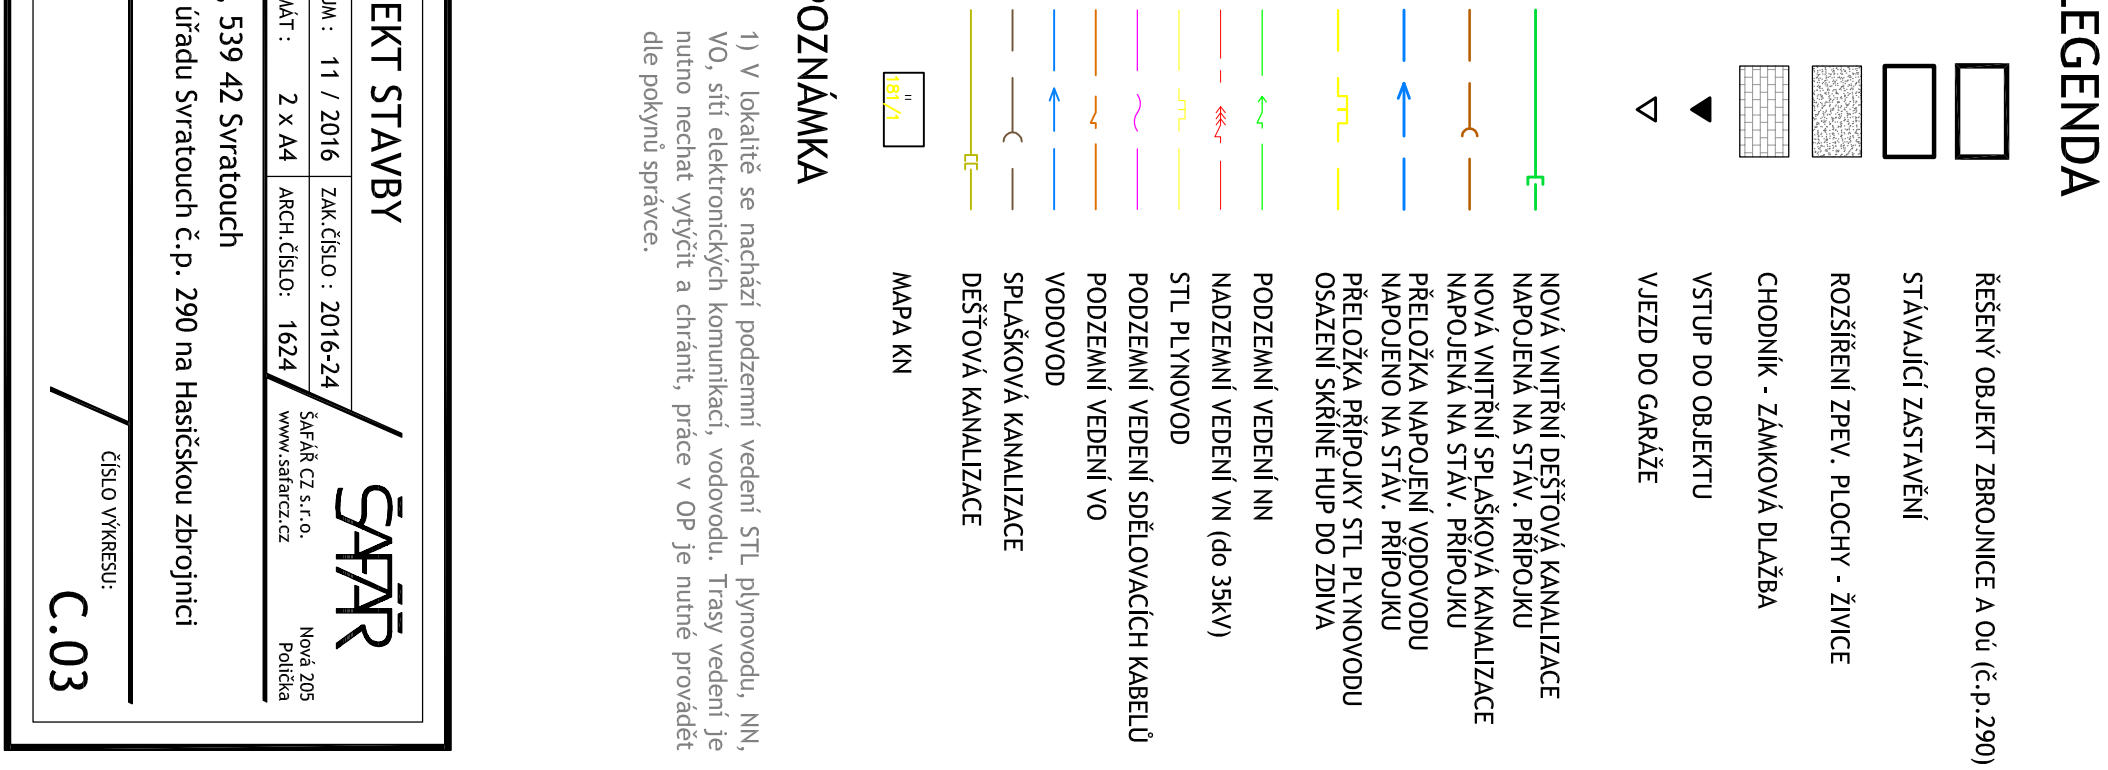 LEGENDA
ŘEŠENÝ OBJEKT ZBROJNICE A Oú (č.p.290)
STÁVAJÍCÍ ZASTAVĚNÍ
ROZŠÍŘENÍ ZPEV. PLOCHY - ŽIVICE
CHODNÍK - ZÁMKOVÁ DLAŽBA
VSTUP DO OBJEKTU
VJEZD DO GARÁŽE
NOVÁ VNITŘNÍ DEŠŤOVÁ KANALIZACE
NAPOJENÁ NA STÁV. PŘÍPOJKU
NOVÁ VNITŘNÍ SPLAŠKOVÁ KANALIZACE
NAPOJENÁ NA STÁV. PŘÍPOJKU
PŘELOŽKA NAPOJENÍ VODOVODU
NAPOJENO NA STÁV. PŘÍPOJKU
PŘELOŽKA PŘÍPOJKY STL PLYNOVODU
OSAZENÍ SKŘÍNĚ HUP DO ZDIVA
PODZEMNÍ VEDENÍ NN
NADZEMNÍ VEDENÍ VN (do 35kV)
STL PLYNOVOD
PODZEMNÍ VEDENÍ SDĚLOVACÍCH KABELŮ
PODZEMNÍ VEDENÍ VO
VODOVOD
SPLAŠKOVÁ KANALIZACE
DEŠŤOVÁ KANALIZACE
181/1 "
MAPA KN
POZNÁMKA
1) V lokalitě se nachází podzemní vedení STL plynovodu, NN,
VO, sítí elektronických komunikací, vodovodu. Trasy vedení je
nutno nechat vytýčit a chránit, práce v OP je nutné provádět
dle pokynů správce.
EKT STAVBY
UM : 11 / 2016 ZAK.ČÍSLO : 2016-24
MÁT : 2 x A4 ARCH.ČÍSLO: 1624
ŠAFÁŘ
ŠAFÁŘ CZ s.r.o. Nová 205
www.safarcz.cz Polička
, 539 42 Svratouch
úřadu Svratouch č.p. 290 na Hasičskou zbrojnici
ČÍSLO VÝKRESU:
C.03